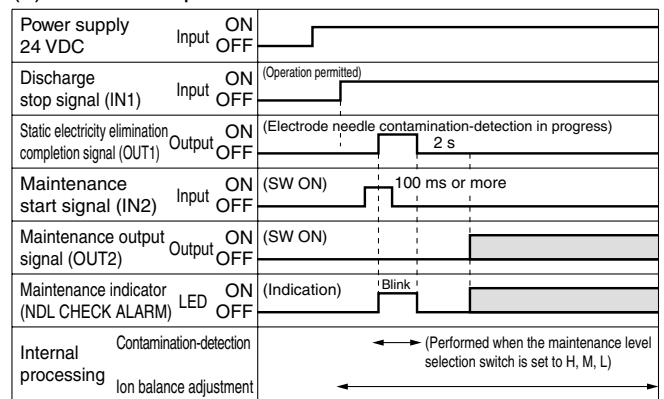 Power supply
24 VDC
Input
ON
OFF
Discharge
stop signal (IN1)
Input
ON
OFF
(Operation permitted)
Static electricity elimination
completion signal (OUT1)
Output
ON
OFF
(Electrode needle contamination-detection in progress)
2 s
Maintenance
start signal (IN2)
Input
ON
OFF
(SW ON)
100 ms or more
Maintenance output
signal (OUT2)
Output
ON
OFF
(SW ON)
Maintenance indicator
(NDL CHECK ALARM)
LED
ON
OFF
(Indication)
Blink
Internal
processing
Contamination-detection
(Performed when the maintenance level
selection switch is set to H, M, L)
Ion balance adjustment